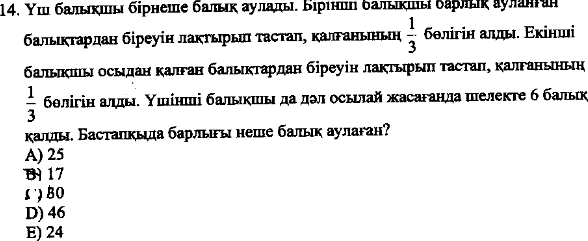 14. Үш балықшы бірнеше балық аулады. Бірінші балықшы барлық ауланған
балықтардан біреуін лақтырып тастап, қалғанының 1/3 бөлігін алды. Екінші
балықшы осыдан қалған балықтардан біреуін лақтырып тастап, қалғанының
1/3 бөлігін алды. Үшінші балықшы да дәл осылай жасағанда шелекте 6 балық
қалды. Бастапқыда барлығы неше балық аулаған?
A) 25
B) 17
) 80
D) 46
E) 24